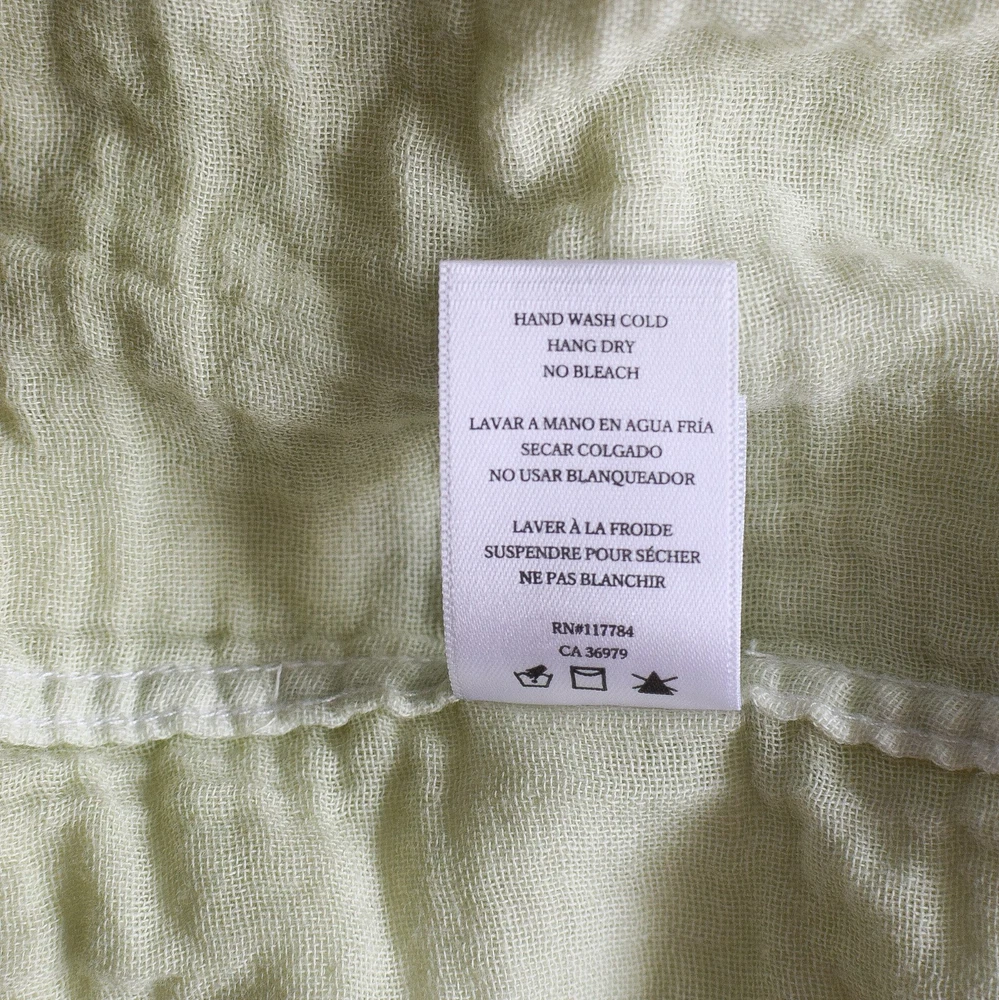 HAND WASH COLD
HANG DRY
NO BLEACH
LAVAR A MANO EN AGUA FRÍA
SECAR COLGADO
NO USAR BLANQUEADOR
LAVER À LA FROIDE
SUSPENDRE POUR SÉCHER
NE PAS BLANCHIR
RN#117784
CA 36979